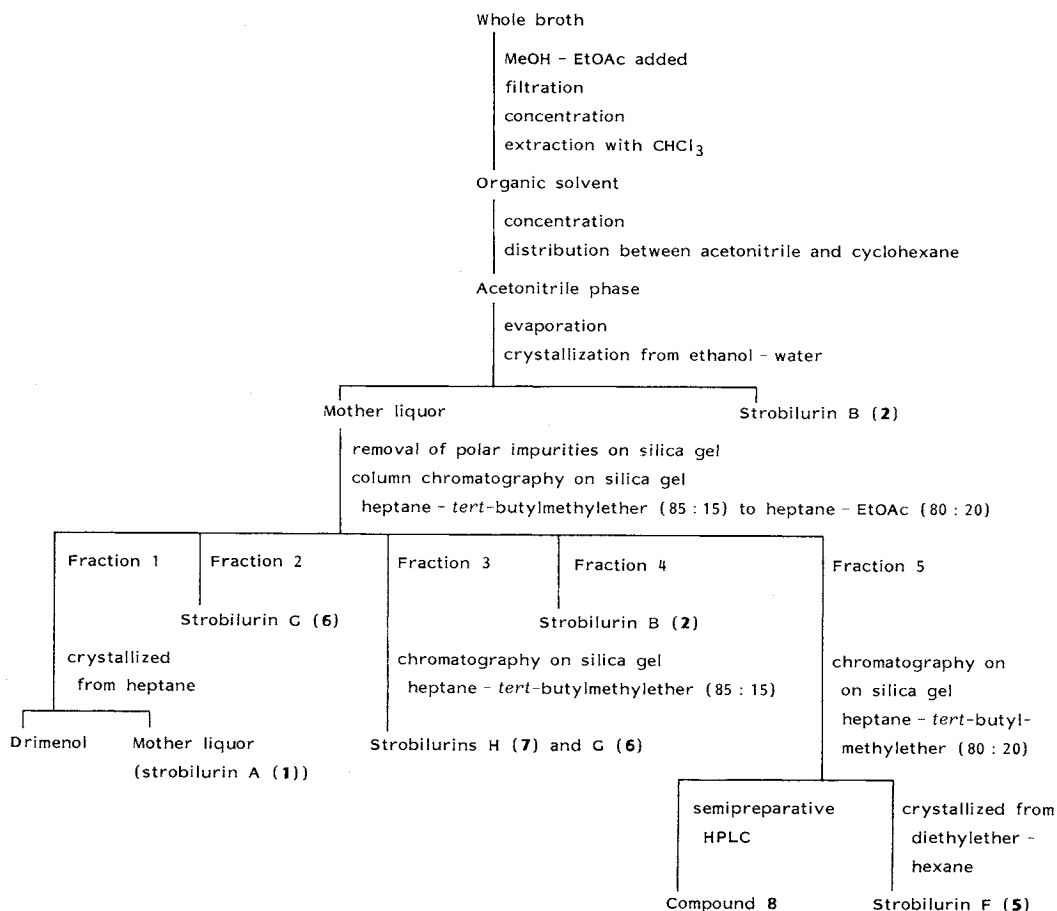 Whole broth
MeOH - EtOAc added
filtration
concentration
extraction with CHCl3
Organic solvent
concentration
distribution between acetonitrile and cyclohexane
Acetonitrile phase
evaporation
crystallization from ethanol - water
Mother liquor
Strobilurin B (2)
removal of polar impurities on silica gel
column chromatography on silica gel
heptane - tert-butylmethylether (85 : 15) to heptane - EtOAc (80 : 20)
Fraction 1
Fraction 2
Fraction 3
Fraction 4
Fraction 5
Strobilurin G (6)
Strobilurin B (2)
crystallized
from heptane
chromatography on silica gel
heptane - tert-butylmethylether (85 : 15)
chromatography on
on silica gel
heptane - tert-butyl-
methylether (80 : 20)
Drimenol
Mother liquor
(strobilurin A (1))
Strobilurins H (7) and G (6)
semipreparative
HPLC
crystallized from
diethylether -
hexane
Compound 8
Strobilurin F (5)